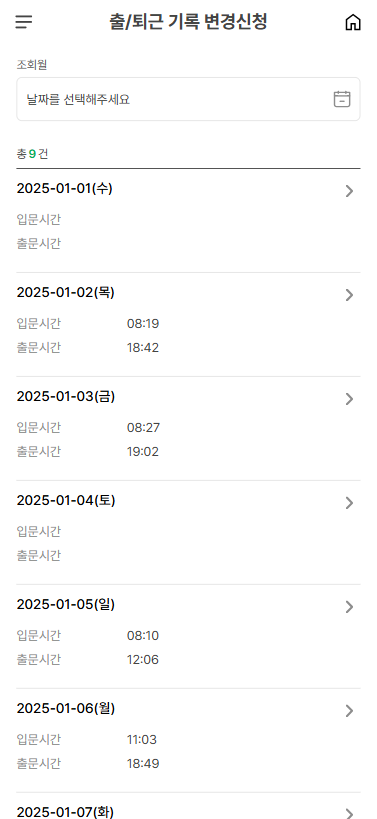 출/퇴근 기록 변경신청
조회월
날짜를 선택해주세요
총 9 건
2025-01-01(수)
입문시간
출문시간
2025-01-02(목)
입문시간 08:19
출문시간 18:42
2025-01-03(금)
입문시간 08:27
출문시간 19:02
2025-01-04(토)
입문시간
출문시간
2025-01-05(일)
입문시간 08:10
출문시간 12:06
2025-01-06(월)
입문시간 11:03
출문시간 18:49
2025-01-07(화)